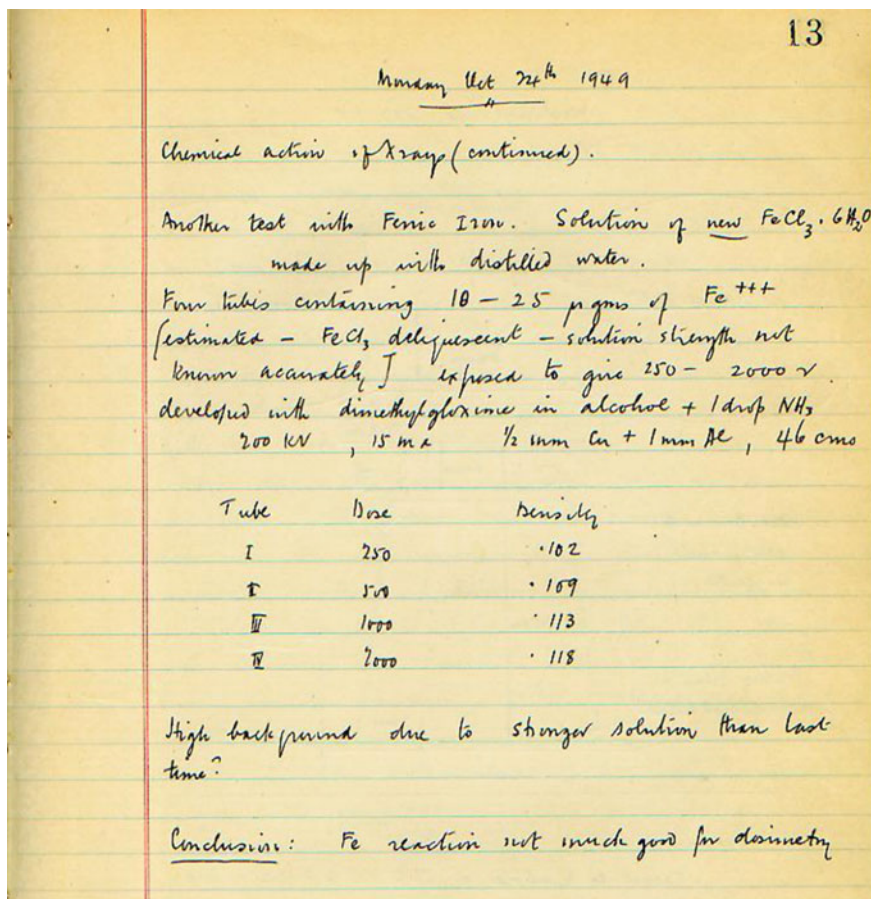 13
Monday Oct 24th 1949
Chemical action of X rays (continued).
Another test with Ferric Iron. Solution of new FeCl3 . 6H2O
made up with distilled water.
Four tubes containing 10 – 25 μ gms of Fe+++
[estimated – FeCl3 deliquescent – solution strength not
known accurately] exposed to give 250 – 2000 r
developed with dimethylgloxime in alcohol + 1 drop NH3
200 KV , 15 ma 1/2 mm Cu + 1 mm Al , 46 cms
Tube Dose Density
I 250 ·102
II 500 ·109
III 1000 ·113
IV 2000 ·118
High background due to stronger solution than last
time?
Conclusion: Fe reaction not much good for dosimetry